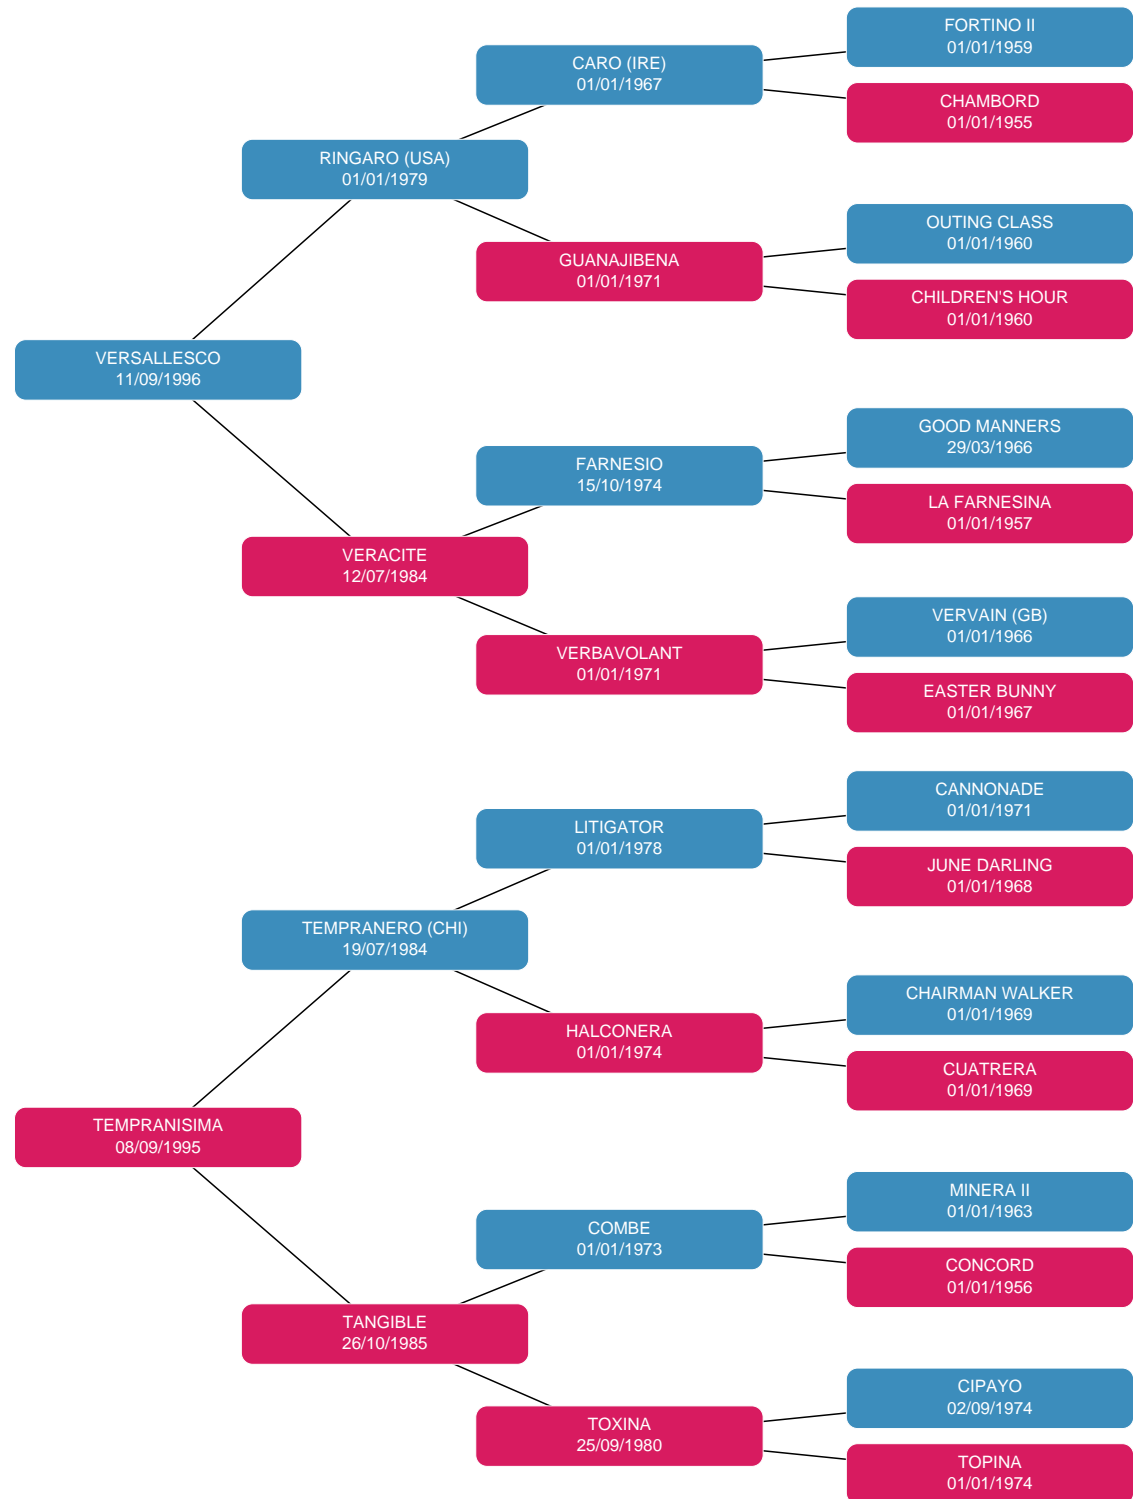 FORTINO II
01/01/1959
CARO (IRE)
01/01/1967
CHAMBORD
01/01/1955
RINGARO (USA)
01/01/1979
OUTING CLASS
01/01/1960
GUANAJIBENA
01/01/1971
CHILDREN'S HOUR
01/01/1960
VERSALLESCO
11/09/1996
GOOD MANNERS
29/03/1966
FARNESIO
15/10/1974
LA FARNESINA
01/01/1957
VERACITE
12/07/1984
VERVAIN (GB)
01/01/1966
VERBAVOLANT
01/01/1971
EASTER BUNNY
01/01/1967
CANNONADE
01/01/1971
LITIGATOR
01/01/1978
JUNE DARLING
01/01/1968
TEMPRANERO (CHI)
19/07/1984
CHAIRMAN WALKER
01/01/1969
HALCONERA
01/01/1974
CUATRERA
01/01/1969
TEMPRANISIMA
08/09/1995
MINERA II
01/01/1963
COMBE
01/01/1973
CONCORD
01/01/1956
TANGIBLE
26/10/1985
CIPAYO
02/09/1974
TOXINA
25/09/1980
TOPINA
01/01/1974